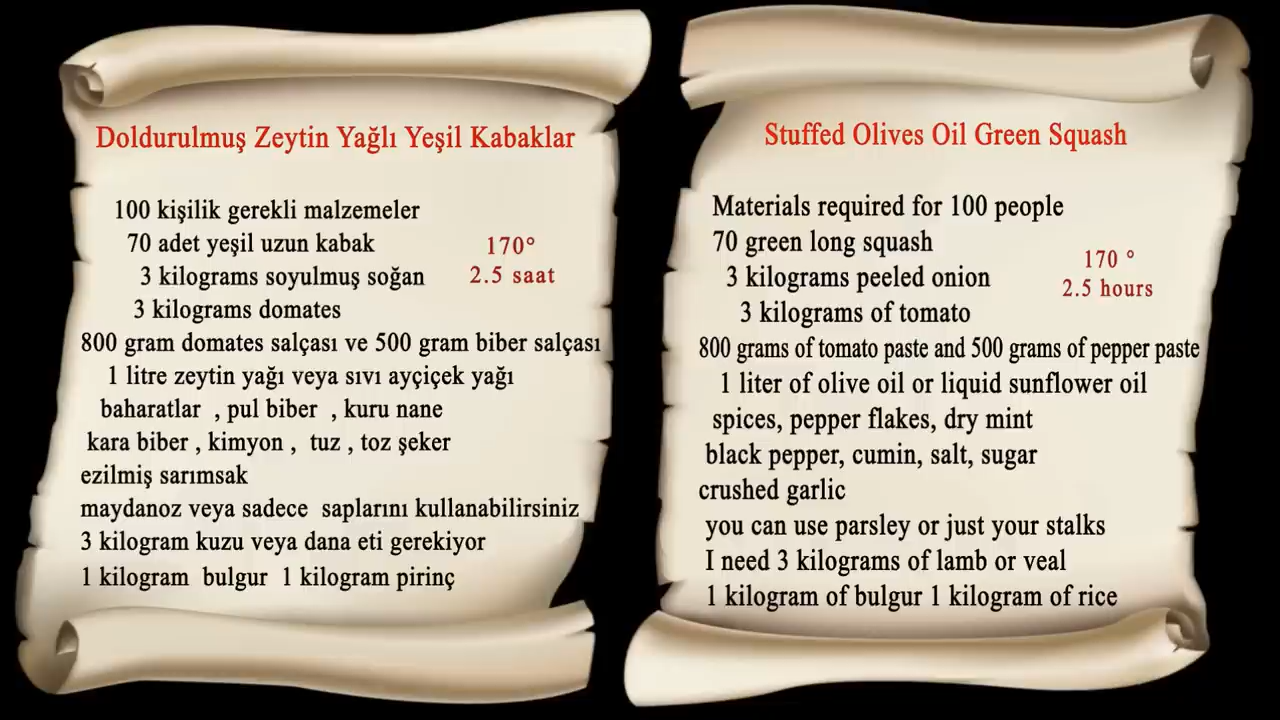 Doldurulmuş Zeytin Yağlı Yeşil Kabaklar
100 kişilik gerekli malzemeler
70 adet yeşil uzun kabak
170°
3 kilograms soyulmuş soğan
2.5 saat
3 kilograms domates
800 gram domates salçası ve 500 gram biber salçası
1 litre zeytin yağı veya sıvı ayçiçek yağı
baharatlar , pul biber , kuru nane
kara biber , kimyon , tuz , toz şeker
ezilmiş sarımsak
maydanoz veya sadece saplarını kullanabilirsiniz
3 kilogram kuzu veya dana eti gerekiyor
1 kilogram bulgur 1 kilogram pirinç
Stuffed Olives Oil Green Squash
Materials required for 100 people
70 green long squash
170 °
3 kilograms peeled onion
2.5 hours
3 kilograms of tomato
800 grams of tomato paste and 500 grams of pepper paste
1 liter of olive oil or liquid sunflower oil
spices, pepper flakes, dry mint
black pepper, cumin, salt, sugar
crushed garlic
you can use parsley or just your stalks
I need 3 kilograms of lamb or veal
1 kilogram of bulgur 1 kilogram of rice